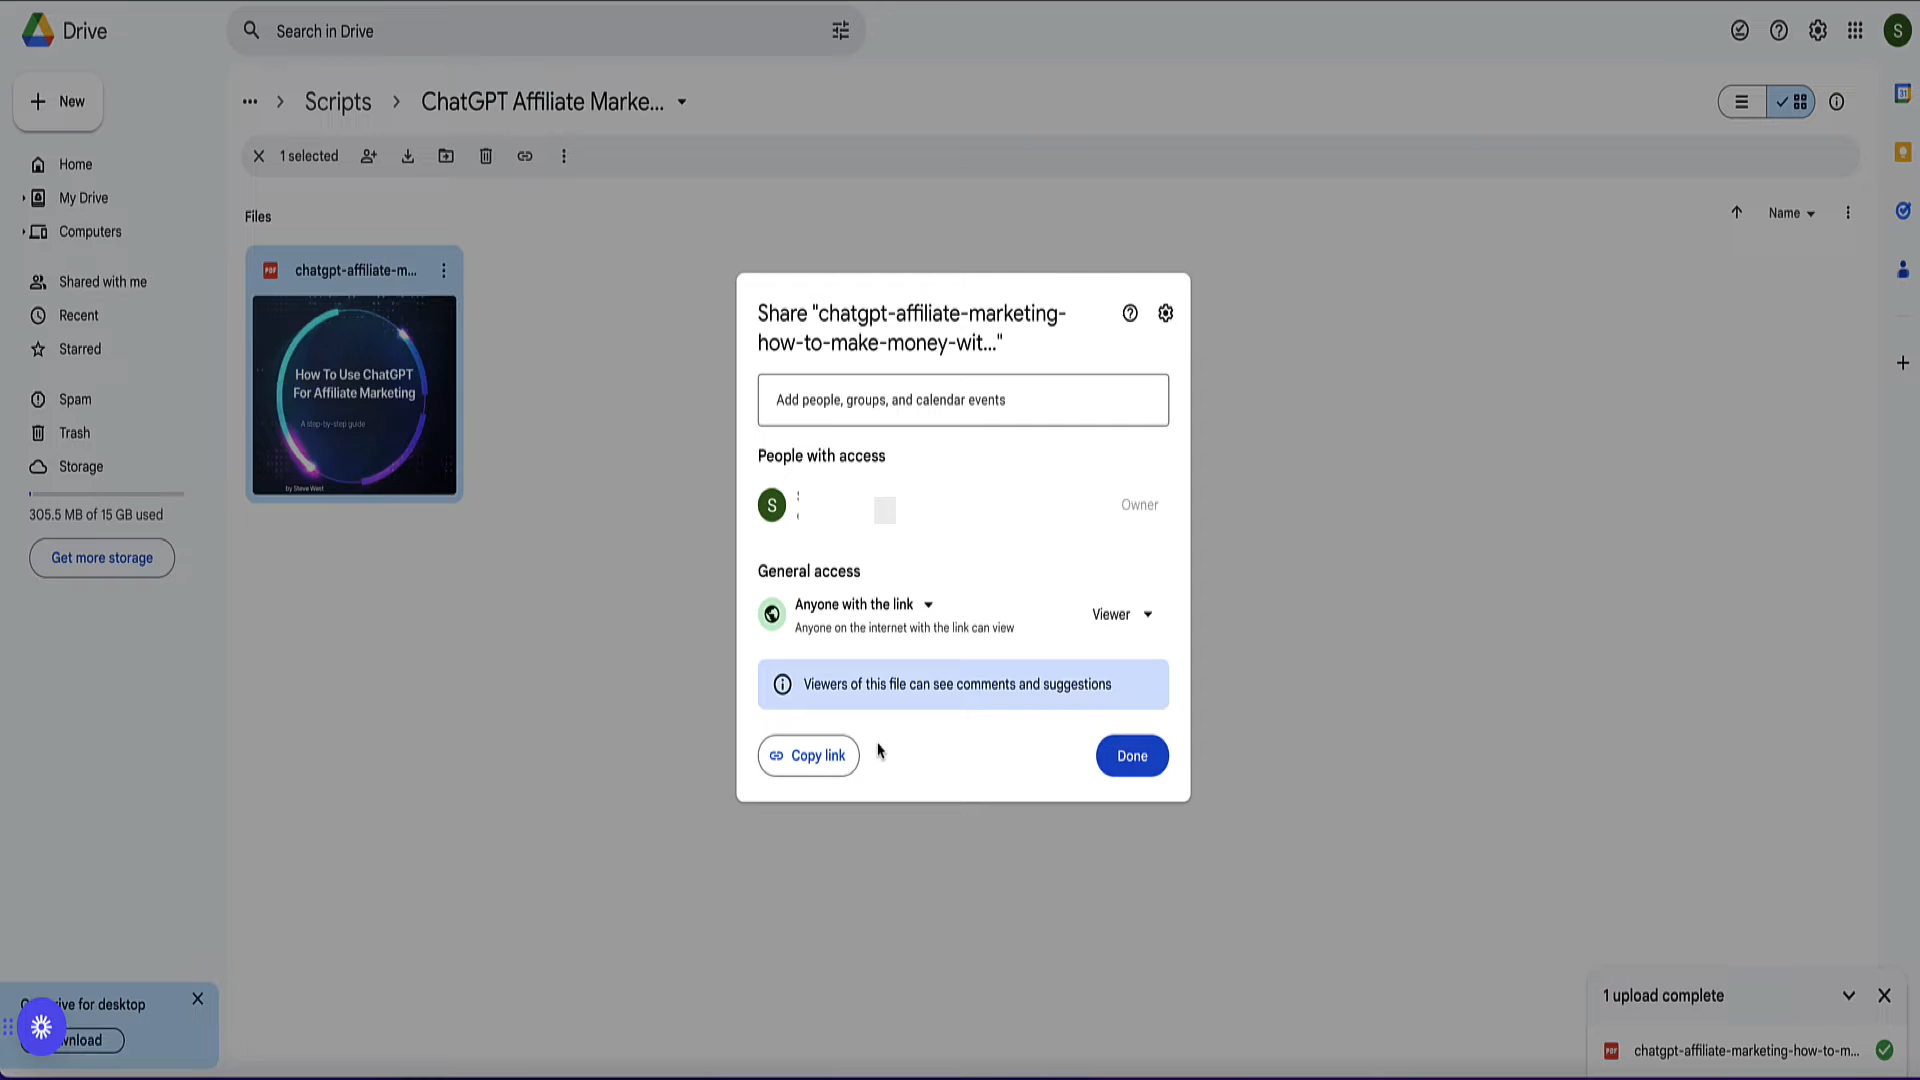 Drive
Search in Drive
S
New
... > Scripts > ChatGPT Affiliate Marke...
1 selected
Home
My Drive
Computers
Shared with me
Recent
Starred
Spam
Trash
Storage
305.5 MB of 15 GB used
Get more storage
Files
Name
31
PDF chatgpt-affiliate-m...
How To Use ChatGPT
For Affiliate Marketing
A step-by-step guide
by Steve West
Share "chatgpt-affiliate-marketing-
how-to-make-money-wit..."
Add people, groups, and calendar events
People with access
S
Owner
General access
Anyone with the link
Anyone on the internet with the link can view
Viewer
Viewers of this file can see comments and suggestions
Copy link
Done
ive for desktop
wnload
1 upload complete
PDF chatgpt-affiliate-marketing-how-to-m...